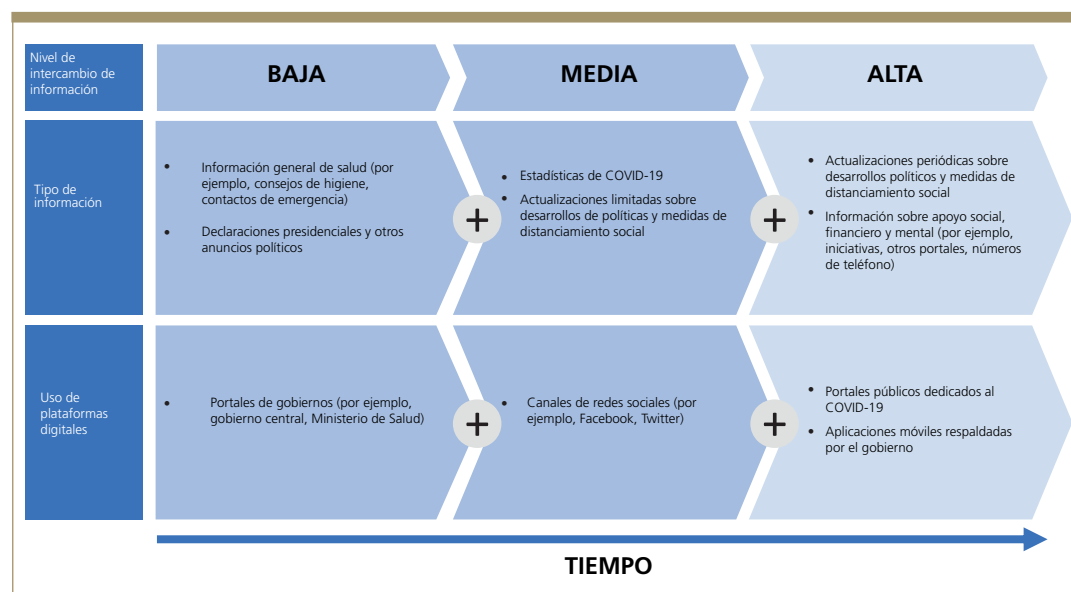 Nivel de
intercambio de
información
BAJA
MEDIA
ALTA
Tipo de
información
• Información general de salud (por
ejemplo, consejos de higiene,
contactos de emergencia)
• Declaraciones presidenciales y otros
anuncios políticos
+
• Estadísticas de COVID-19
• Actualizaciones limitadas sobre
desarrollos de políticas y medidas de
distanciamiento social
+
• Actualizaciones periódicas sobre
desarrollos políticos y medidas de
distanciamiento social
• Información sobre apoyo social,
financiero y mental (por ejemplo,
iniciativas, otros portales, números
de teléfono)
Uso de
plataformas
digitales
• Portales de gobiernos (por ejemplo,
gobierno central, Ministerio de Salud)
+
• Canales de redes sociales (por
ejemplo, Facebook, Twitter)
+
• Portales públicos dedicados al
COVID-19
• Aplicaciones móviles respaldadas
por el gobierno
TIEMPO